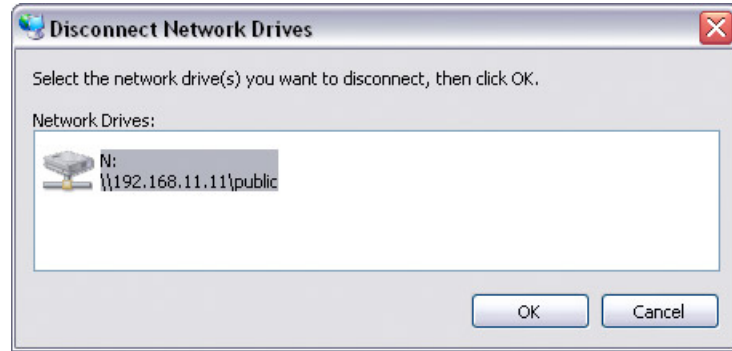 Disconnect Network Drives
Select the network drive(s) you want to disconnect, then click OK.
Network Drives:
N:
\\192.168.11.11\public
OK
Cancel